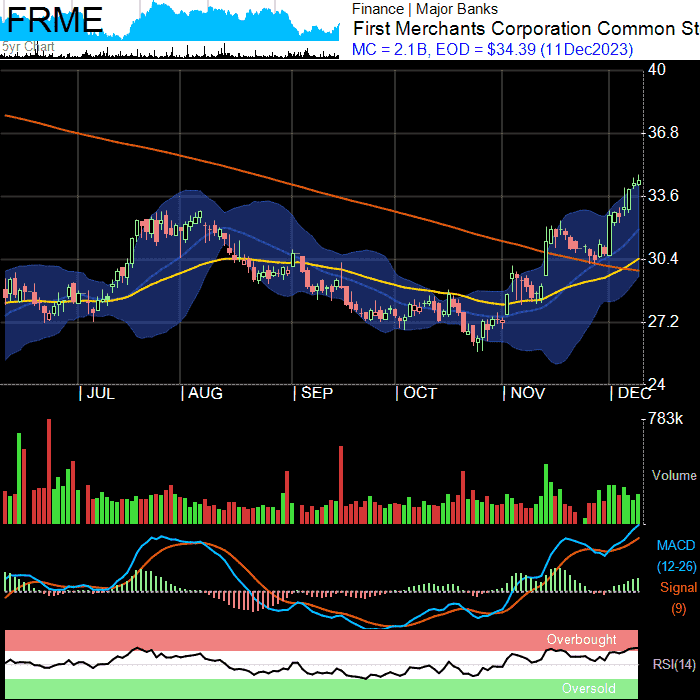 FRME
5yr Chart
Finance | Major Banks
First Merchants Corporation Common St
MC = 2.1B, EOD = $34.39 (11Dec2023)
40
36.8
33.6
30.4
27.2
24
JUL
AUG
SEP
OCT
NOV
DEC
783k
Volume
MACD
(12-26)
Signal
(9)
Overbought
RSI(14)
Oversold